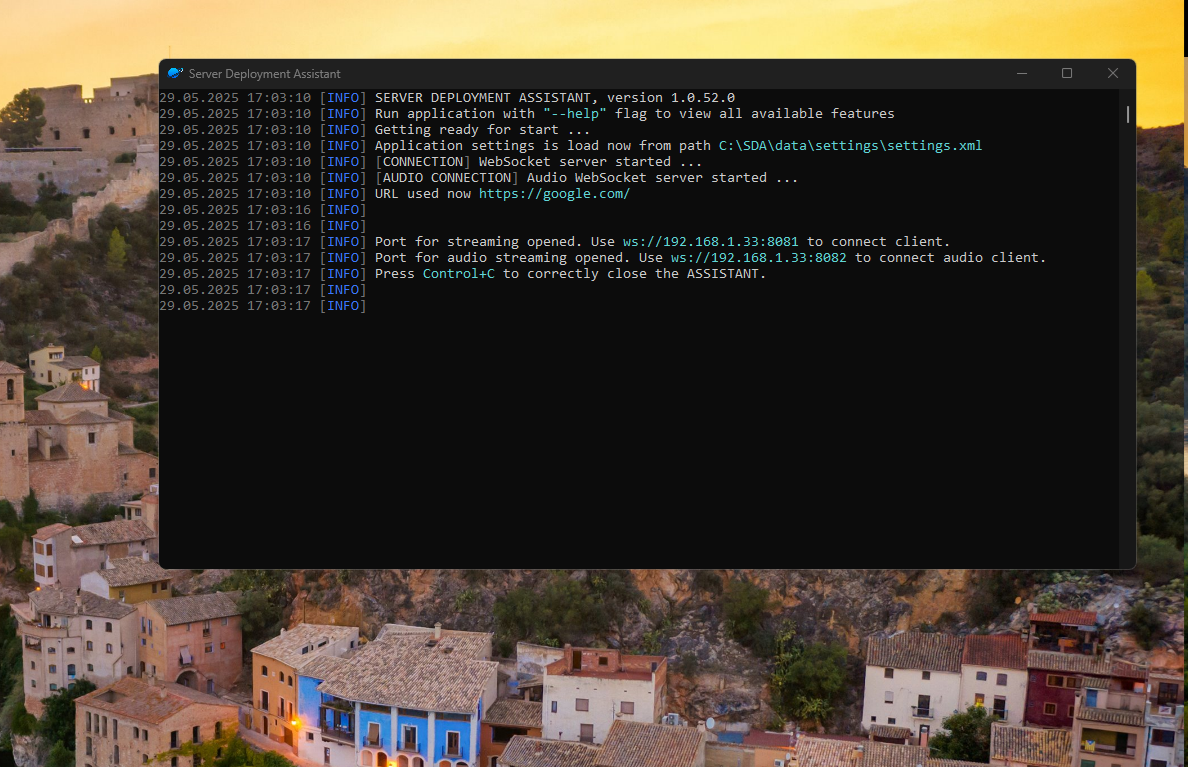 Server Deployment Assistant
29.05.2025 17:03:10 [INFO] SERVER DEPLOYMENT ASSISTANT, version 1.0.52.0
29.05.2025 17:03:10 [INFO] Run application with "--help" flag to view all available features
29.05.2025 17:03:10 [INFO] Getting ready for start ...
29.05.2025 17:03:10 [INFO] Application settings is load now from path C:\SDA\data\settings\settings.xml
29.05.2025 17:03:10 [INFO] [CONNECTION] WebSocket server started ...
29.05.2025 17:03:10 [INFO] [AUDIO CONNECTION] Audio WebSocket server started ...
29.05.2025 17:03:10 [INFO] URL used now https://google.com/
29.05.2025 17:03:16 [INFO]
29.05.2025 17:03:16 [INFO]
29.05.2025 17:03:17 [INFO] Port for streaming opened. Use ws://192.168.1.33:8081 to connect client.
29.05.2025 17:03:17 [INFO] Port for audio streaming opened. Use ws://192.168.1.33:8082 to connect audio client.
29.05.2025 17:03:17 [INFO] Press Control+C to correctly close the ASSISTANT.
29.05.2025 17:03:17 [INFO]
29.05.2025 17:03:17 [INFO]